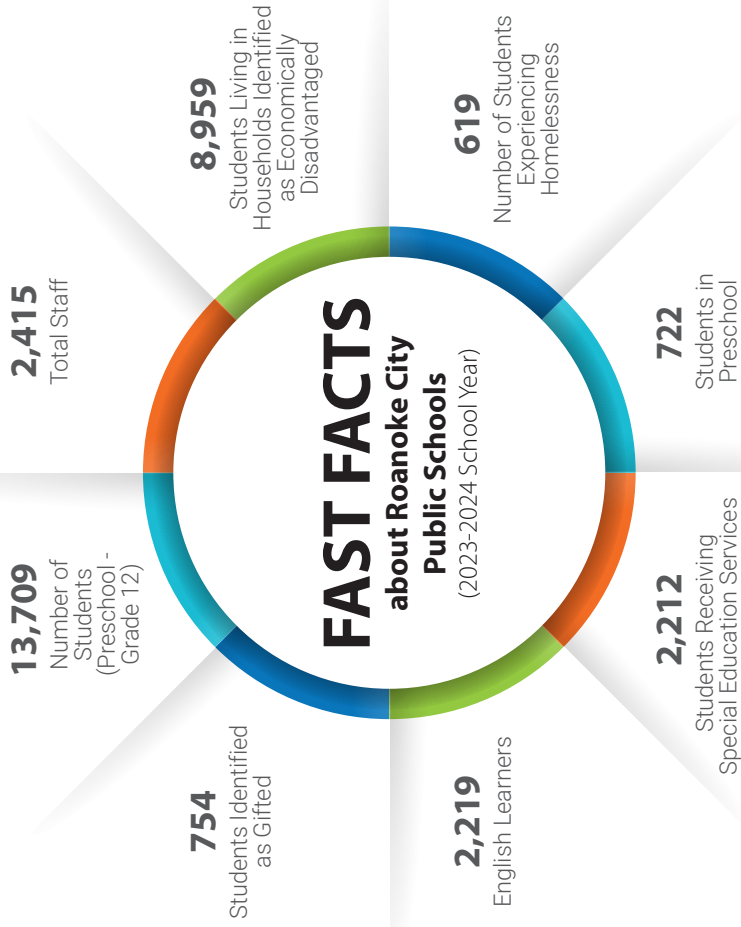 FAST FACTS
about Roanoke City
Public Schools
(2023-2024 School Year)
13,709
Number of
Students
(Preschool -
Grade 12)
2,415
Total Staff
8,959
Students Living in
Households Identified
as Economically
Disadvantaged
619
Number of Students
Experiencing
Homelessness
722
Students in
Preschool
2,212
Students Receiving
Special Education Services
2,219
English Learners
754
Students Identified
as Gifted